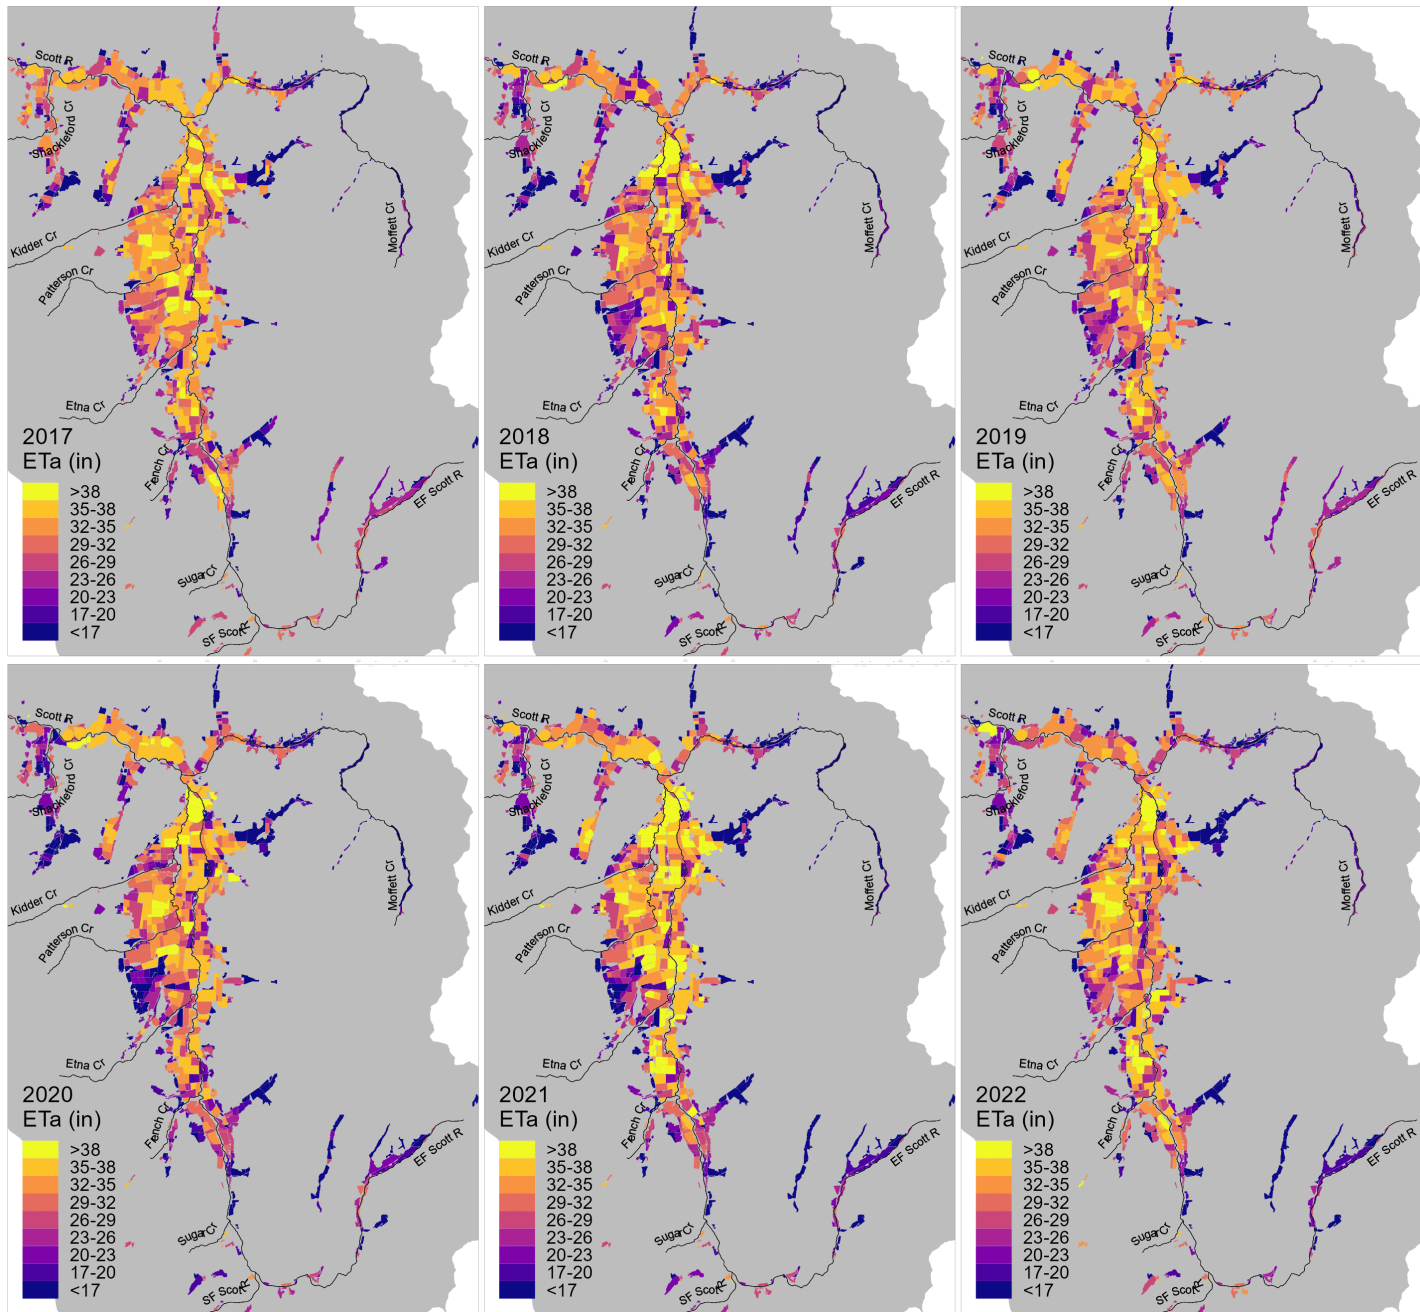 Scott R
Shackleford Cr
Kidder Cr
Patterson Cr
Moffett Cr
Etna Cr
Fench Cr
EF Scott R
Sugar Cr
SF Scott R
2017
ETa (in)
>38
35-38
32-35
29-32
26-29
23-26
20-23
17-20
<17
Scott R
Shackleford Cr
Kidder Cr
Patterson Cr
Moffett Cr
Etna Cr
Fench Cr
EF Scott R
Sugar Cr
SF Scott R
2018
ETa (in)
>38
35-38
32-35
29-32
26-29
23-26
20-23
17-20
<17
Scott R
Shackleford Cr
Kidder Cr
Patterson Cr
Moffett Cr
Etna Cr
Fench Cr
EF Scott R
Sugar Cr
SF Scott R
2019
ETa (in)
>38
35-38
32-35
29-32
26-29
23-26
20-23
17-20
<17
Scott R
Shackleford Cr
Kidder Cr
Patterson Cr
Moffett Cr
Etna Cr
Fench Cr
EF Scott R
Sugar Cr
SF Scott R
2020
ETa (in)
>38
35-38
32-35
29-32
26-29
23-26
20-23
17-20
<17
Scott R
Shackleford Cr
Kidder Cr
Patterson Cr
Moffett Cr
Etna Cr
Fench Cr
EF Scott R
Sugar Cr
SF Scott R
2021
ETa (in)
>38
35-38
32-35
29-32
26-29
23-26
20-23
17-20
<17
Scott R
Shackleford Cr
Kidder Cr
Patterson Cr
Moffett Cr
Etna Cr
Fench Cr
EF Scott R
Sugar Cr
SF Scott R
2022
ETa (in)
>38
35-38
32-35
29-32
26-29
23-26
20-23
17-20
<17